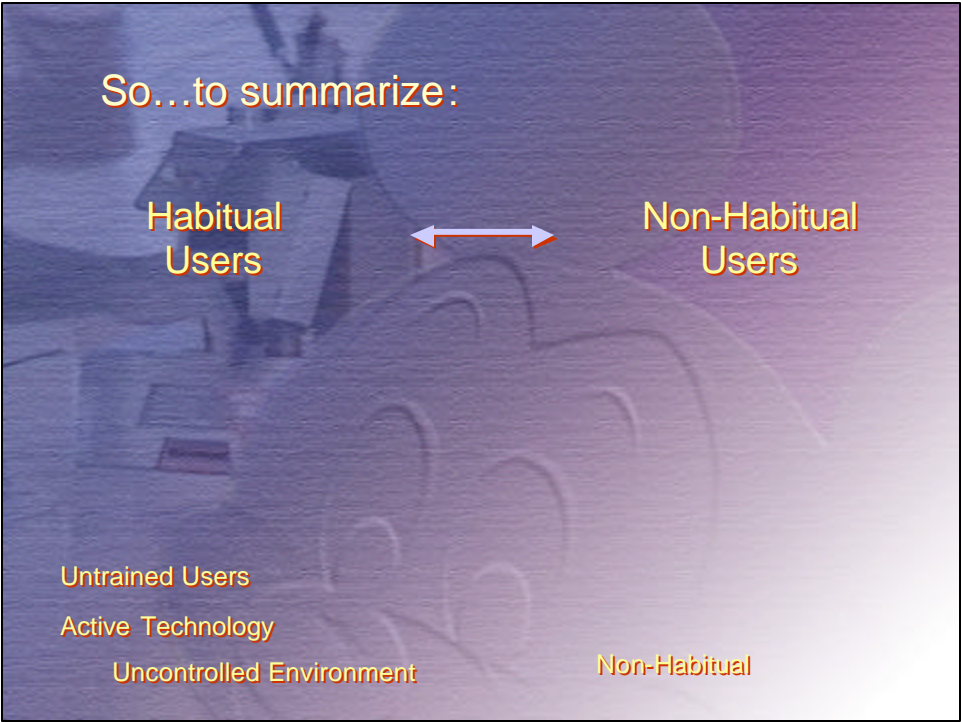 So…to summarize:
Habitual
Users
Non-Habitual
Users
Untrained Users
Active Technology
Uncontrolled Environment
Non-Habitual